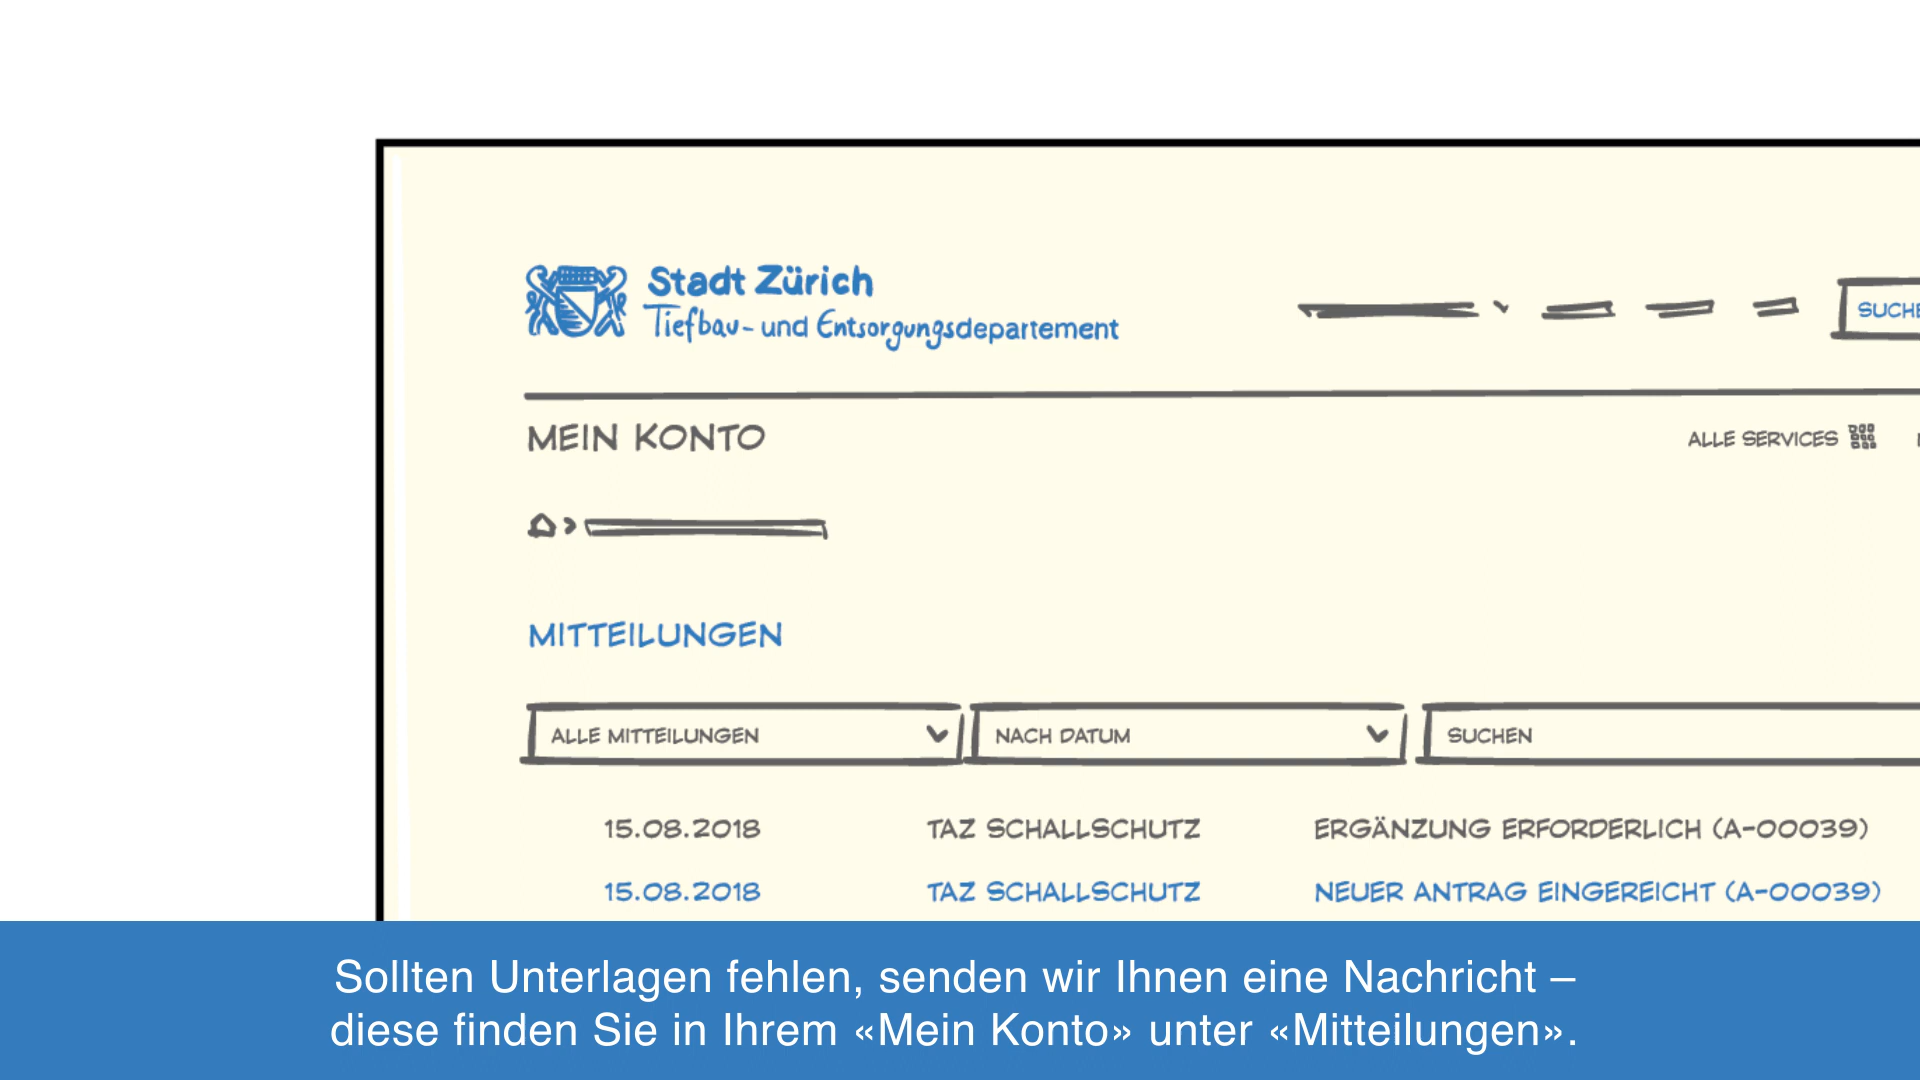 Stadt Zürich
Tiefbau- und Entsorgungsdepartement
SUCHE
MEIN KONTO
ALLE SERVICES
MITTEILUNGEN
ALLE MITTEILUNGEN NACH DATUM SUCHEN
15.08.2018 TAZ SCHALLSCHUTZ ERGÄNZUNG ERFORDERLICH (A-00039)
15.08.2018 TAZ SCHALLSCHUTZ NEUER ANTRAG EINGEREICHT (A-00039)
Sollten Unterlagen fehlen, senden wir Ihnen eine Nachricht –
diese finden Sie in Ihrem «Mein Konto» unter «Mitteilungen».